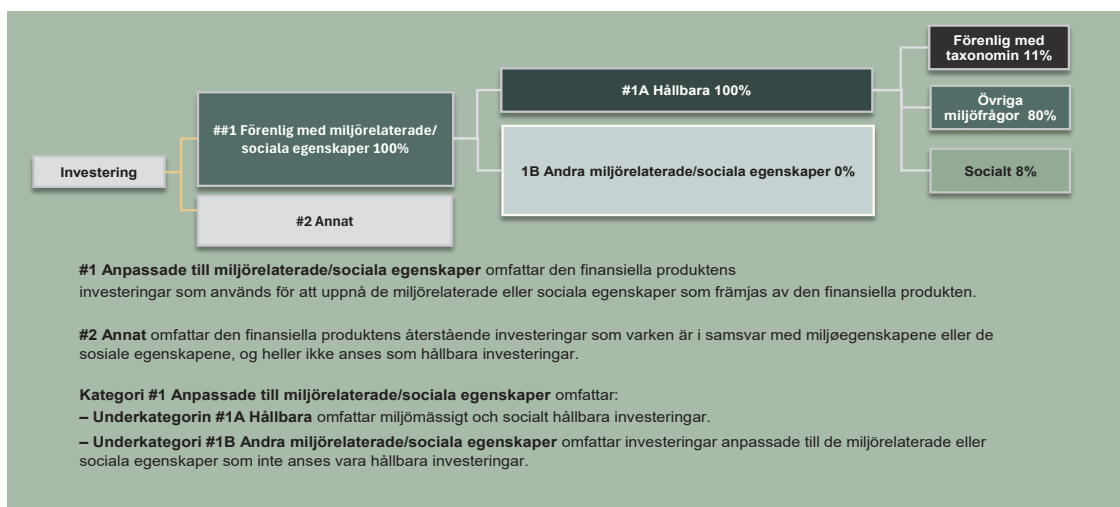 Investering
##1 Förenlig med miljörelaterade/
sociala egenskaper 100%
#2 Annat
#1A Hållbara 100%
1B Andra miljörelaterade/sociala egenskaper 0%
Förenlig med
taxonomin 11%
Övriga
miljöfrågor 80%
Socialt 8%
#1 Anpassade till miljörelaterade/sociala egenskaper omfattar den finansiella produktens
investeringar som används för att uppnå de miljörelaterade eller sociala egenskaper som främjas av den finansiella produkten.
#2 Annat omfattar den finansiella produktens återstående investeringar som varken är i samsvar med miljøegenskapene eller de
sosiale egenskapene, og heller ikke anses som hållbara investeringar.
Kategori #1 Anpassade till miljörelaterade/sociala egenskaper omfattar:
– Underkategorin #1A Hållbara omfattar miljömässigt och socialt hållbara investeringar.
– Underkategori #1B Andra miljörelaterade/sociala egenskaper omfattar investeringar anpassade till de miljörelaterade eller
sociala egenskaper som inte anses vara hållbara investeringar.